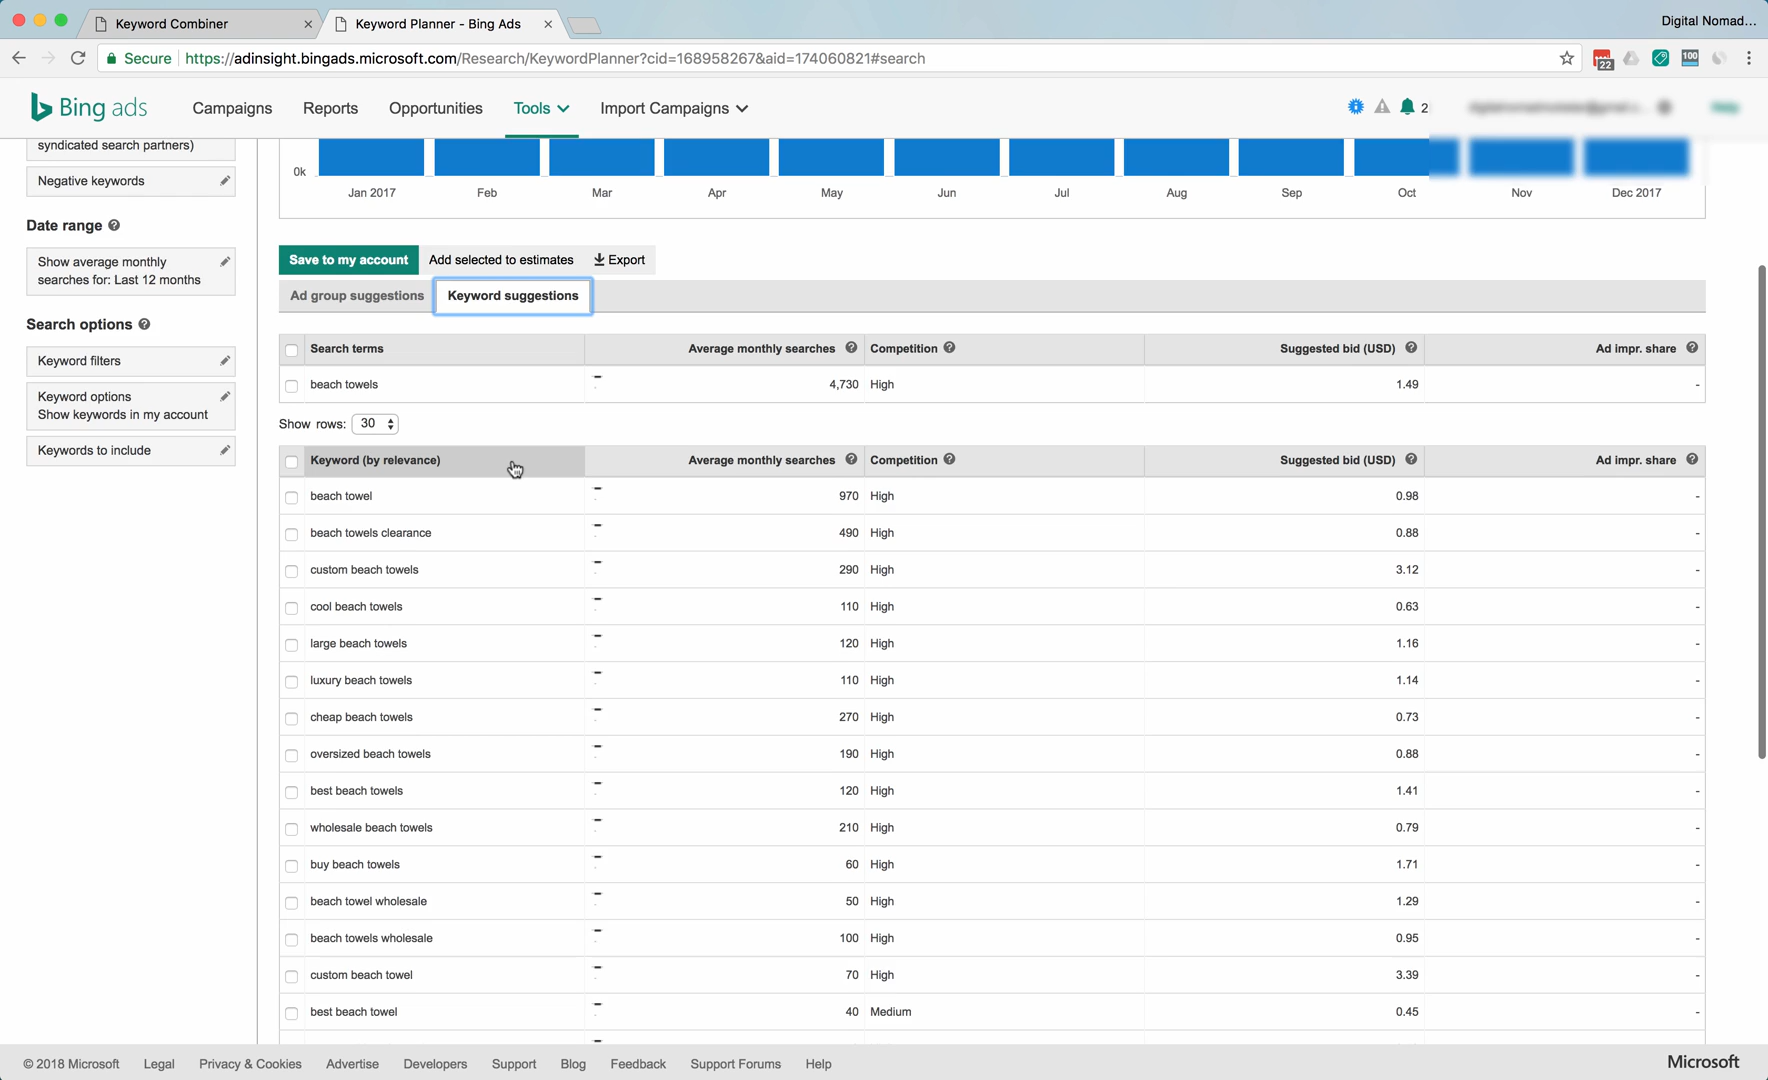 Keyword Combiner
Keyword Planner - Bing Ads
Digital Nomad...
Secure
https://adinsight.bingads.microsoft.com/Research/KeywordPlanner?cid=168958267&aid=174060821#search
22
100
Bing ads
Campaigns
Reports
Opportunities
Tools
Import Campaigns
2
Help
syndicated search partners)
Negative keywords
Date range
Show average monthly
searches for: Last 12 months
Search options
Keyword filters
Keyword options
Show keywords in my account
Keywords to include
0k
Jan 2017 Feb Mar Apr May Jun Jul Aug Sep Oct Nov Dec 2017
Save to my account Add selected to estimates Export
Ad group suggestions Keyword suggestions
Search terms Average monthly searches Competition Suggested bid (USD) Ad impr. share
beach towels 4,730 High 1.49 -
Show rows: 30
Keyword (by relevance) Average monthly searches Competition Suggested bid (USD) Ad impr. share
beach towel 970 High 0.98 -
beach towels clearance 490 High 0.88 -
custom beach towels 290 High 3.12 -
cool beach towels 110 High 0.63 -
large beach towels 120 High 1.16 -
luxury beach towels 110 High 1.14 -
cheap beach towels 270 High 0.73 -
oversized beach towels 190 High 0.88 -
best beach towels 120 High 1.41 -
wholesale beach towels 210 High 0.79 -
buy beach towels 60 High 1.71 -
beach towel wholesale 50 High 1.29 -
beach towels wholesale 100 High 0.95 -
custom beach towel 70 High 3.39 -
best beach towel 40 Medium 0.45 -
© 2018 Microsoft Legal Privacy & Cookies Advertise Developers Support Blog Feedback Support Forums Help
Microsoft